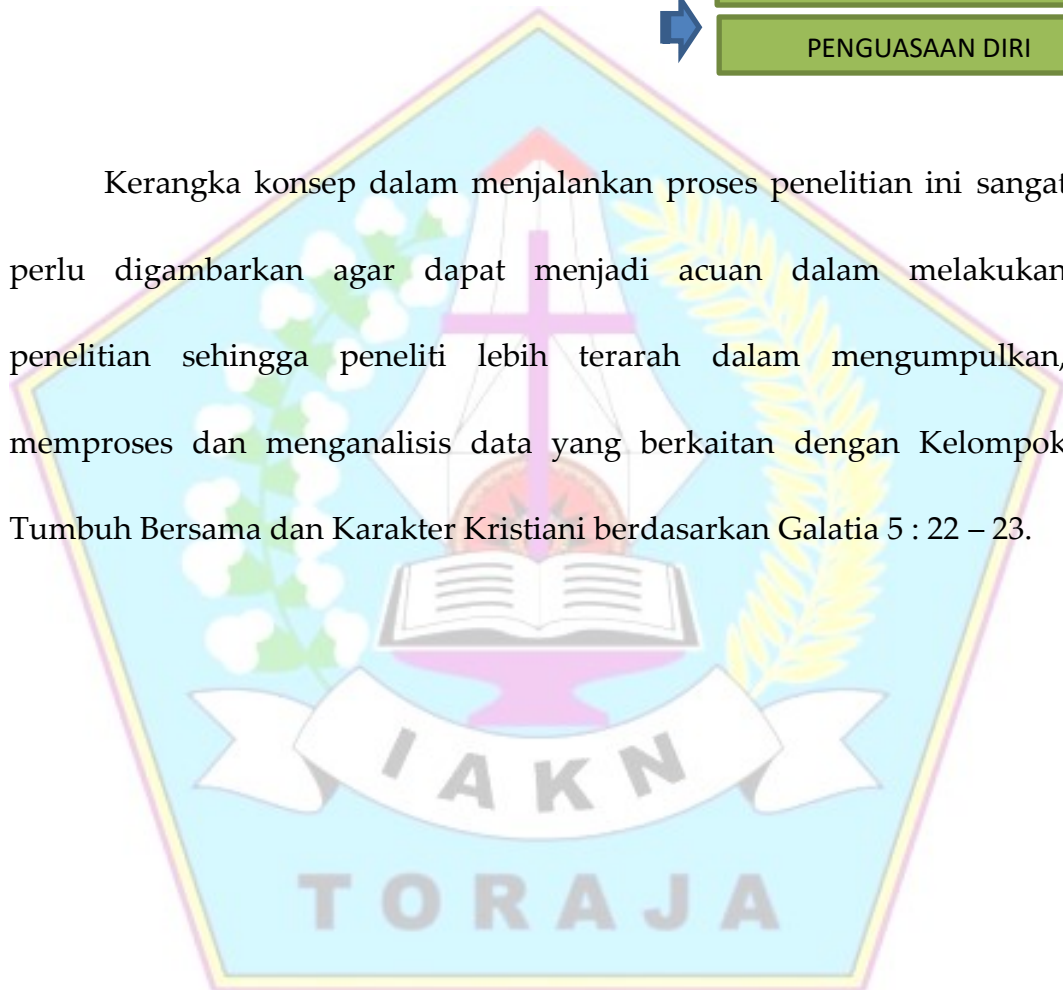 PENGUASAAN DIRI
Kerangka konsep dalam menjalankan proses penelitian ini sangat
perlu digambarkan agar dapat menjadi acuan dalam melakukan
penelitian sehingga peneliti lebih terarah dalam mengumpulkan,
memproses dan menganalisis data yang berkaitan dengan Kelompok
Tumbuh Bersama dan Karakter Kristiani berdasarkan Galatia 5 : 22 – 23.
IAKN
TORAJA